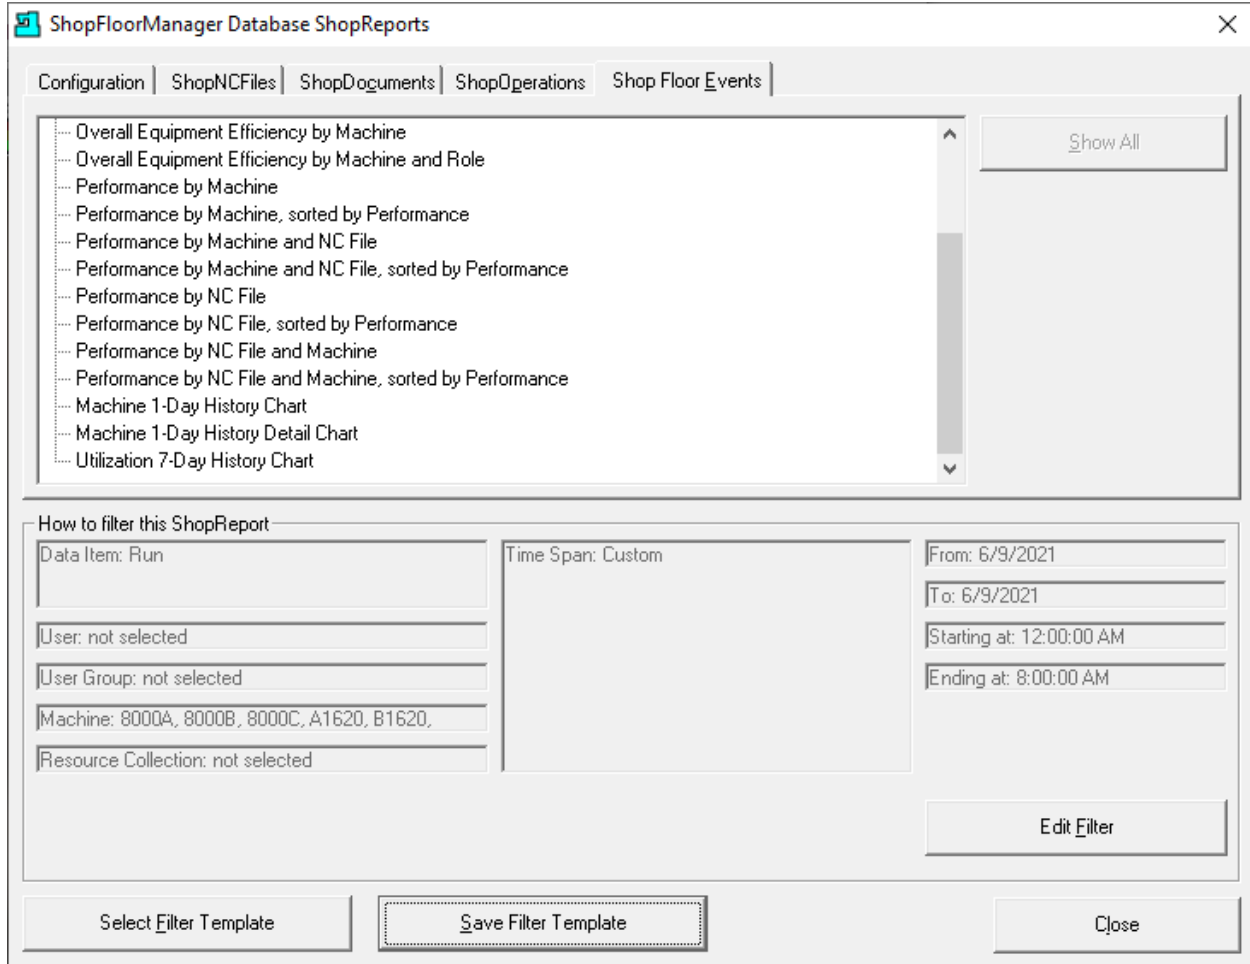 ShopFloorManager Database ShopReports
Configuration ShopNCFiles ShopDocuments ShopOperations Shop Floor Events
Overall Equipment Efficiency by Machine
Overall Equipment Efficiency by Machine and Role
Performance by Machine
Performance by Machine, sorted by Performance
Performance by Machine and NC File
Performance by Machine and NC File, sorted by Performance
Performance by NC File
Performance by NC File, sorted by Performance
Performance by NC File and Machine
Performance by NC File and Machine, sorted by Performance
Machine 1-Day History Chart
Machine 1-Day History Detail Chart
Utilization 7-Day History Chart
Show All
How to filter this ShopReport
Data Item: Run
User: not selected
User Group: not selected
Machine: 8000A, 8000B, 8000C, A1620, B1620,
Resource Collection: not selected
Time Span: Custom
From: 6/9/2021
To: 6/9/2021
Starting at: 12:00:00 AM
Ending at: 8:00:00 AM
Edit Filter
Select Filter Template
Save Filter Template
Close